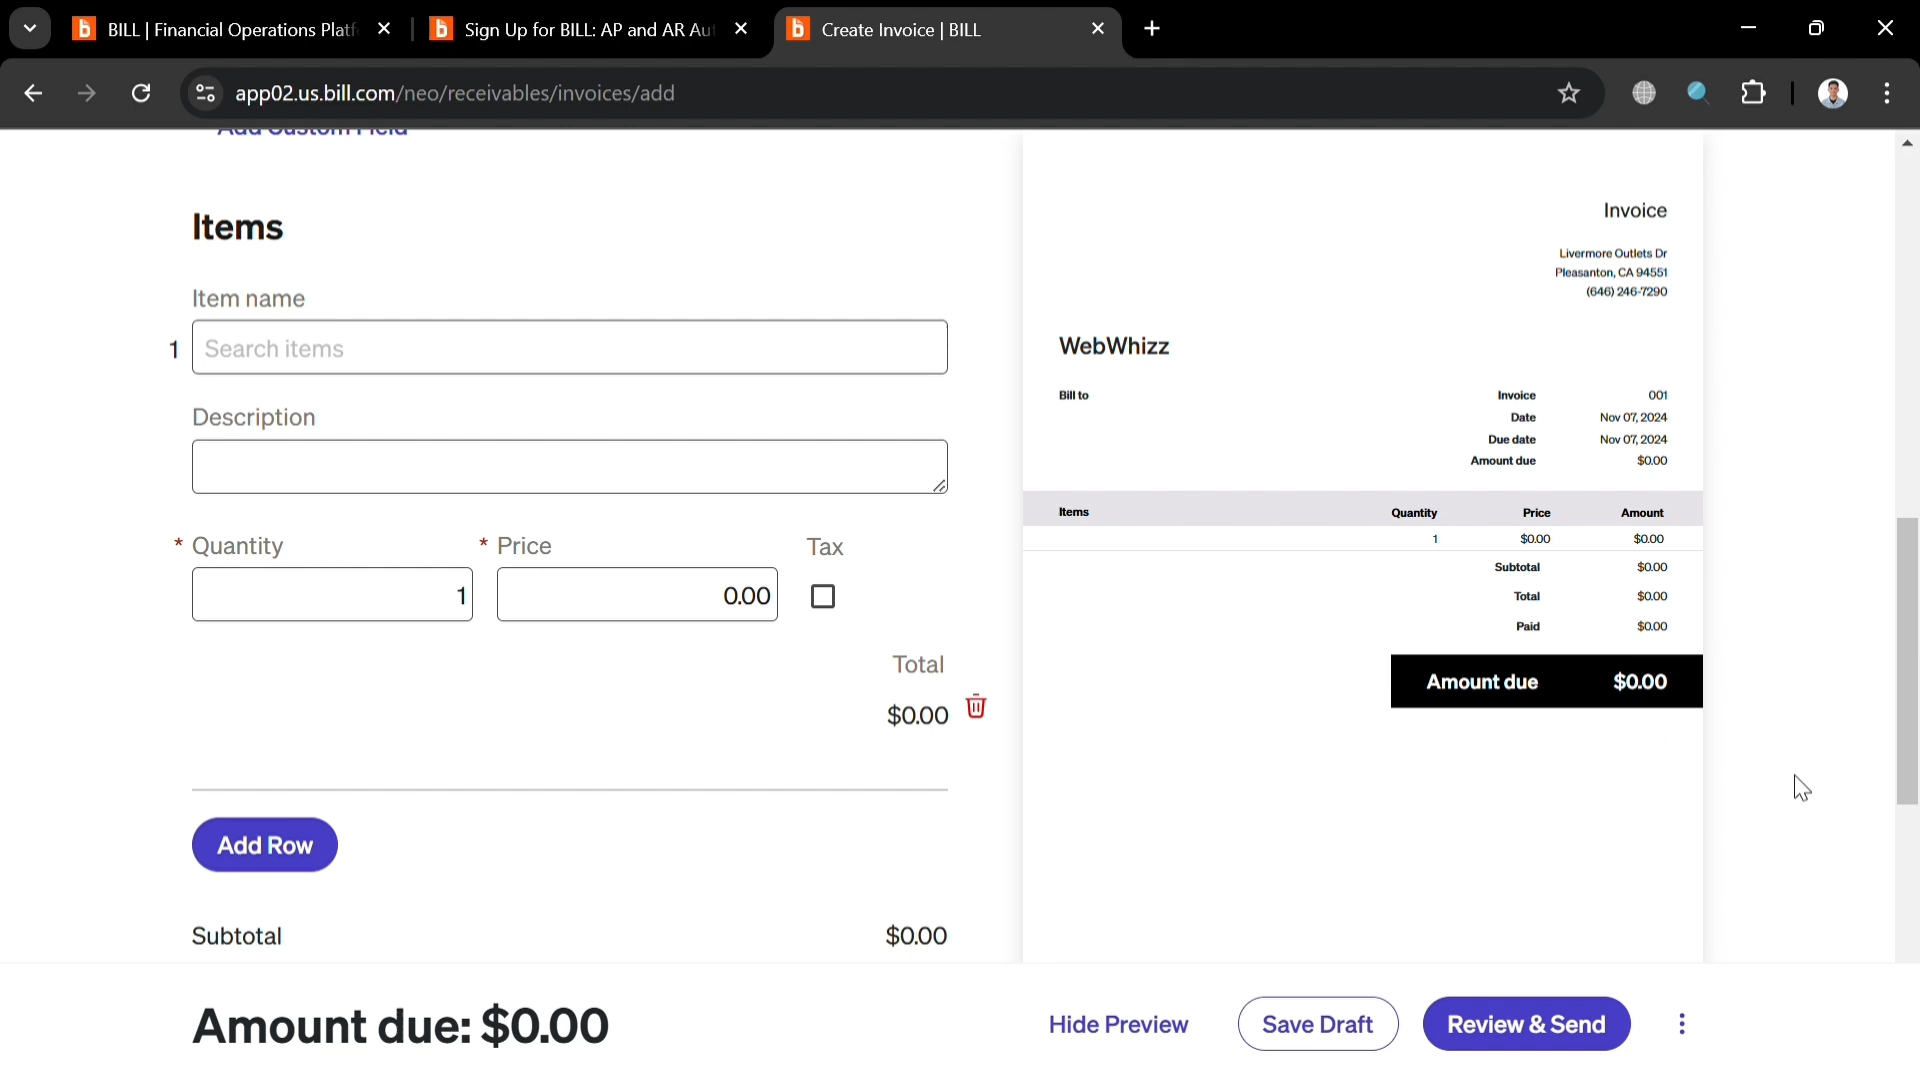 BILL | Financial Operations Platf
Sign Up for BILL: AP and AR Aut
Create Invoice | BILL
app02.us.bill.com/neo/receivables/invoices/add
Add Custom Field
Items
Item name
1
Search items
Description
* Quantity
* Price
Tax
1
0.00
Total
$0.00
Add Row
Subtotal
$0.00
Invoice
Livermore Outlets Dr
Pleasanton, CA 94551
(646) 246-7290
WebWhizz
Bill to
Invoice 001
Date Nov 07, 2024
Due date Nov 07, 2024
Amount due $0.00
Items Quantity Price Amount
1 $0.00 $0.00
Subtotal $0.00
Total $0.00
Paid $0.00
Amount due $0.00
Amount due: $0.00
Hide Preview
Save Draft
Review & Send